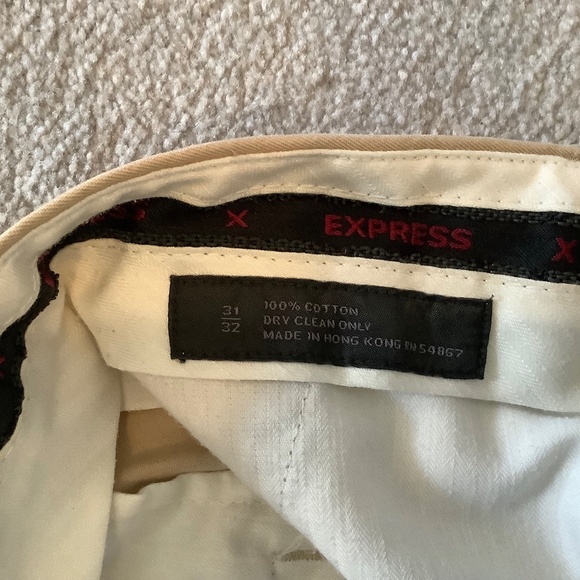 X EXPRESS X
31
32
100% COTTON
DRY CLEAN ONLY
MADE IN HONG KONG RN 54867